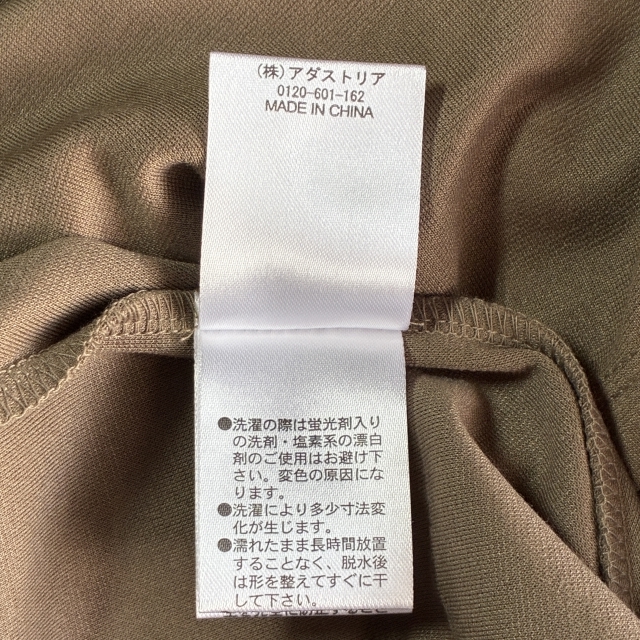 (株)アダストリア
0120-601-162
MADE IN CHINA
●洗濯の際は蛍光剤入り
の洗剤・塩素系の漂白
剤のご使用はお避け下
さい。変色の原因にな
ります。
●洗濯により多少寸法変
化が生じます。
●濡れたまま長時間放置
することなく、脱水後
は形を整えてすぐに干
して下さい。